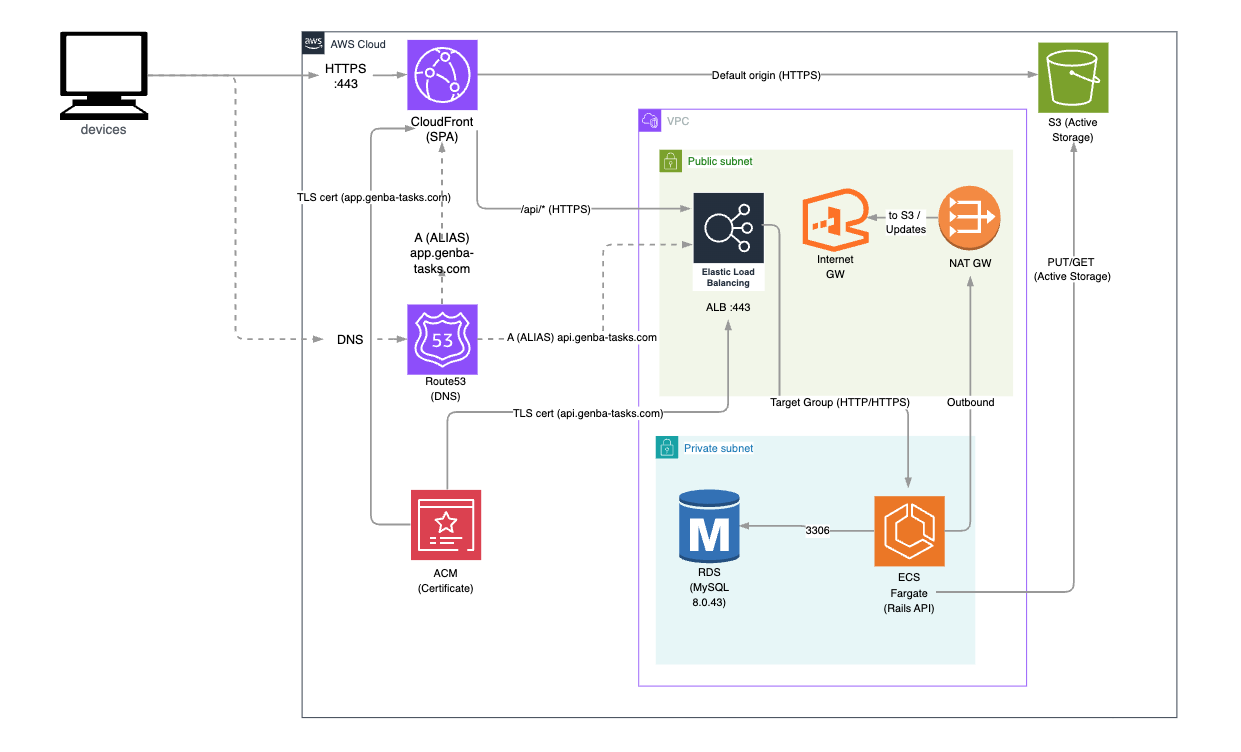 aws
AWS Cloud
devices
HTTPS
:443
CloudFront
(SPA)
Default origin (HTTPS)
S3 (Active
Storage)
VPC
Public subnet
TLS cert (app.genba-tasks.com)
/api/* (HTTPS)
Elastic Load
Balancing
ALB :443
Internet
GW
to S3 /
Updates
NAT GW
A (ALIAS)
app.genba-
tasks.com
PUT/GET
(Active Storage)
DNS
53
Route53
(DNS)
A (ALIAS) api.genba-tasks.com
TLS cert (api.genba-tasks.com)
Target Group (HTTP/HTTPS)
Outbound
Private subnet
M
RDS
(MySQL
8.0.43)
3306
ECS
Fargate
(Rails API)
ACM
(Certificate)